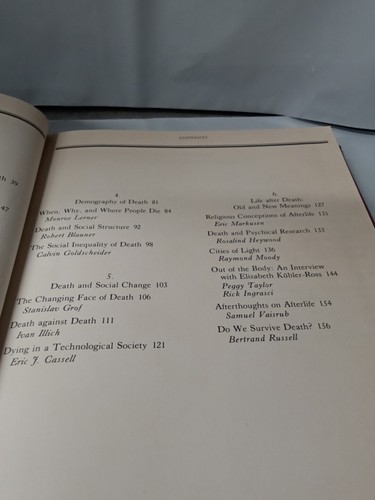 CONTENTS
th 39
47
4.
Demography of Death 81
When, Why, and Where People Die 84
Monroe Lerner
Death and Social Structure 92
Robert Blauner
The Social Inequality of Death 98
Calvin Goldscheider
5.
Death and Social Change 103
The Changing Face of Death 106
Stanislav Grof
Death against Death 111
Ivan Illich
Dying in a Technological Society 121
Eric J. Cassell
6.
Life after Death:
Old and New Meanings 127
Religious Conceptions of Afterlife 131
Eric Markusen
Death and Psychical Research 133
Rosalind Heywood
Cities of Light 136
Raymond Moody
Out of the Body: An Interview
with Elisabeth Kübler-Ross 144
Peggy Taylor
Rick Ingrasci
Afterthoughts on Afterlife 154
Samuel Vaisrub
Do We Survive Death? 156
Bertrand Russell